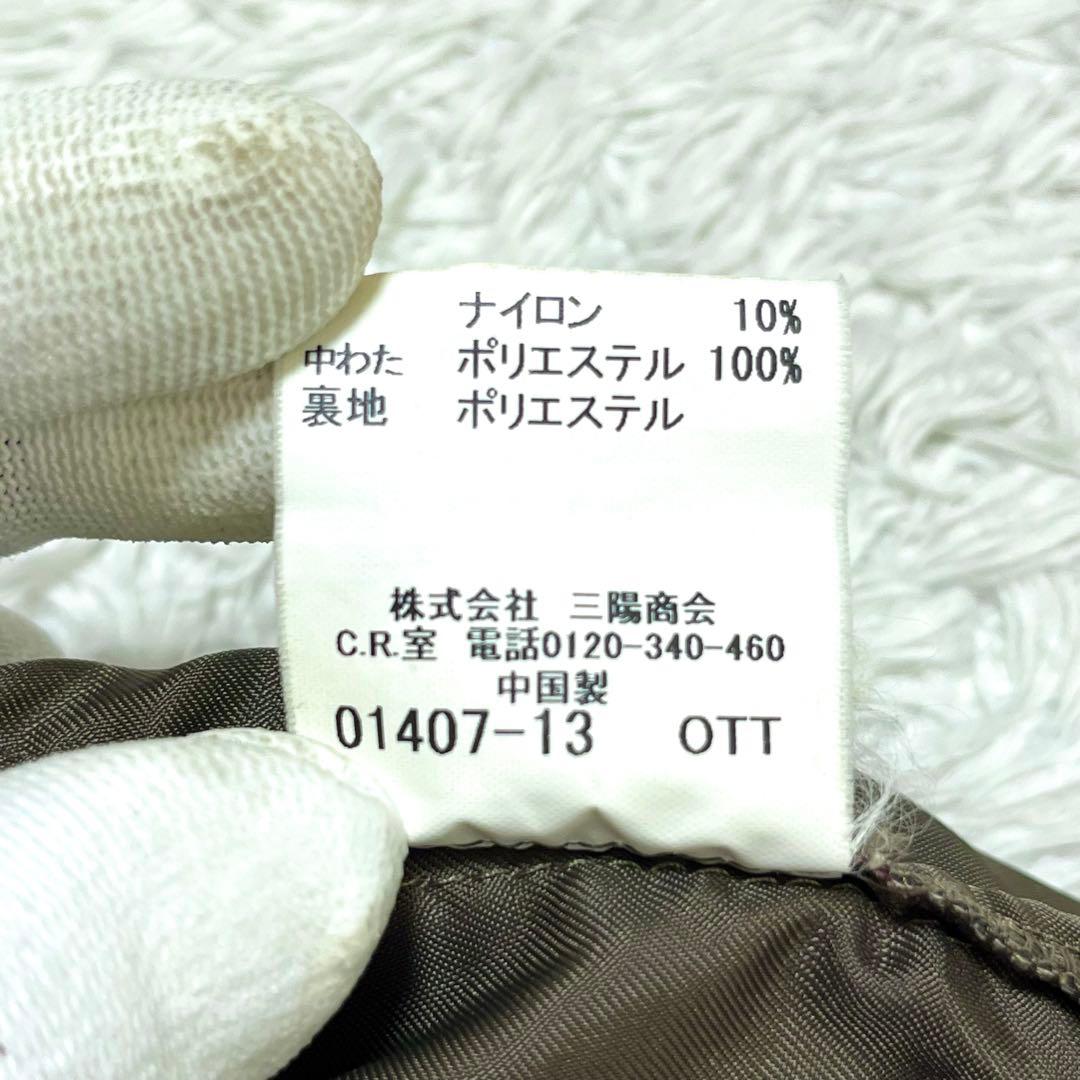 ナイロン 10%
中わた ポリエステル 100%
裏地 ポリエステル
株式会社 三陽商会
C.R.室 電話0120-340-460
中国製
01407-13 OTT